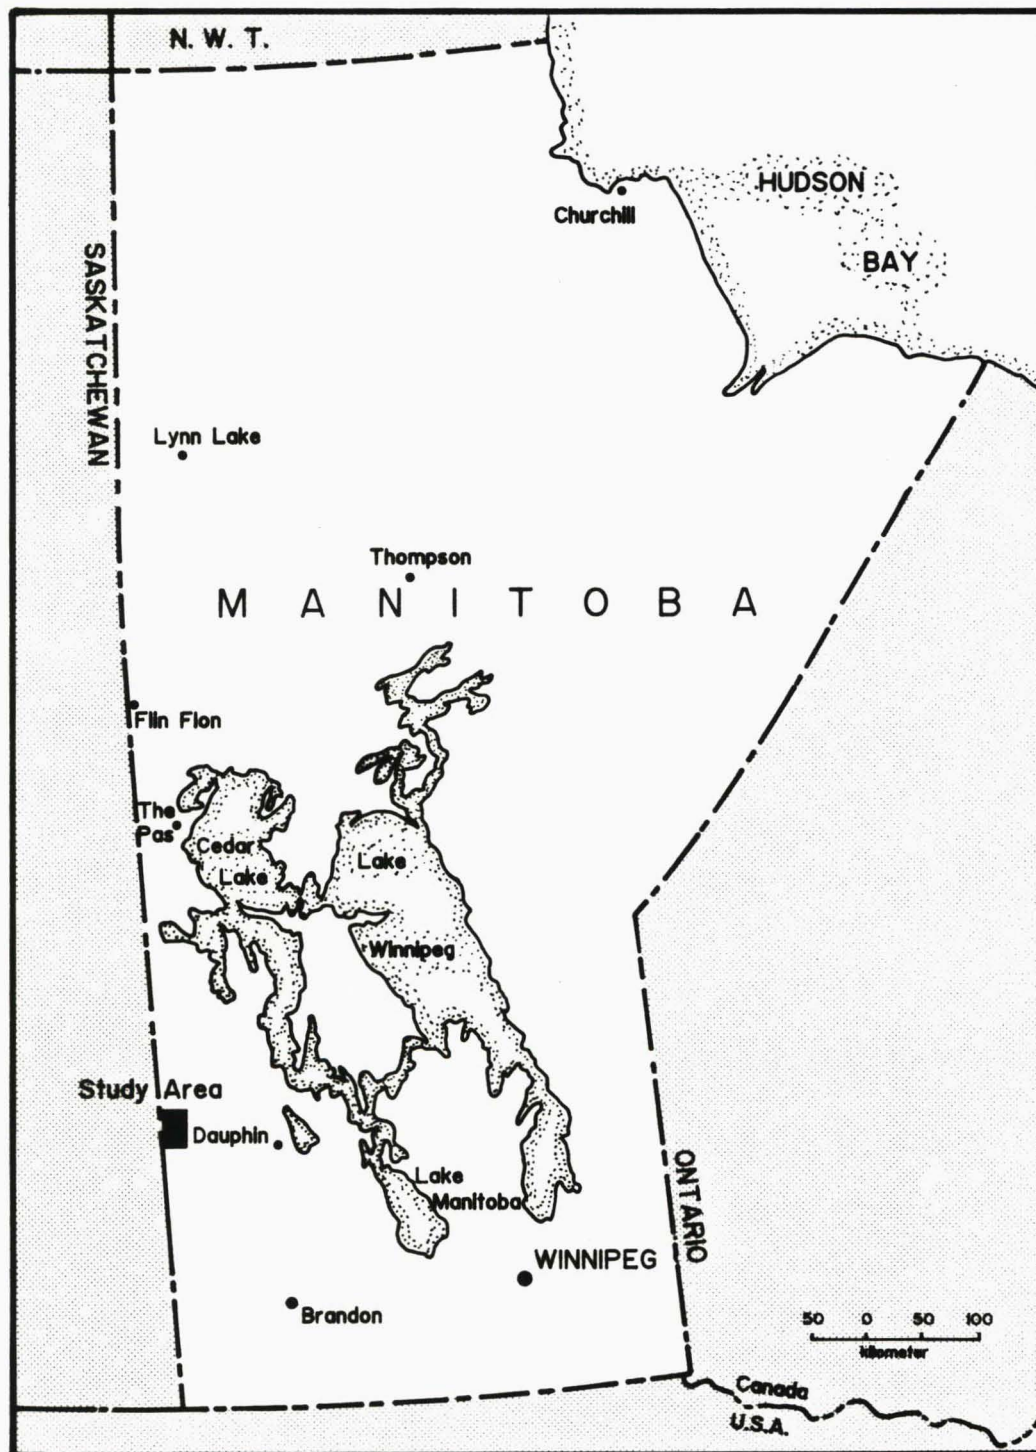 N. W. T.
HUDSON
BAY
Churchill
SASKATCHEWAN
Lynn Lake
Thompson
MANITOBA
Flin Flon
The
Pas
Cedar
Lake
Lake
Winnipeg
Study Area
Dauphin
Lake
Manitoba
ONTARIO
WINNIPEG
Brandon
50 0 50 100
kilometer
Canada
U.S.A.